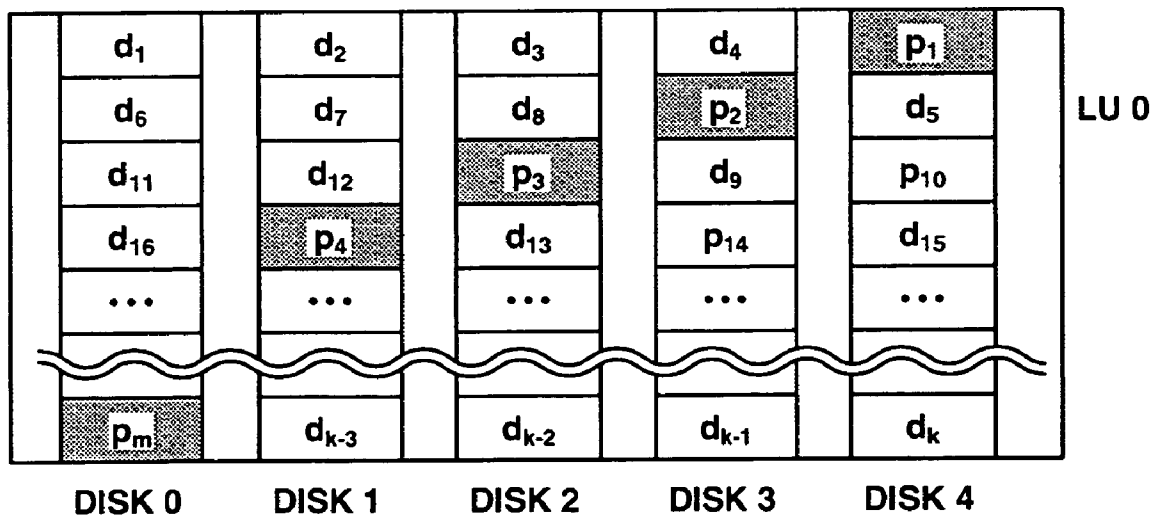 d₁ d₂ d₃ d₄ p₁
d₆ d₇ d₈ p₂ d₅ LU 0
d₁₁ d₁₂ p₃ d₉ p₁₀
d₁₆ p₄ d₁₃ p₁₄ d₁₅
... ... ... ... ...
pₘ dₖ₋₃ dₖ₋₂ dₖ₋₁ dₖ
DISK 0 DISK 1 DISK 2 DISK 3 DISK 4